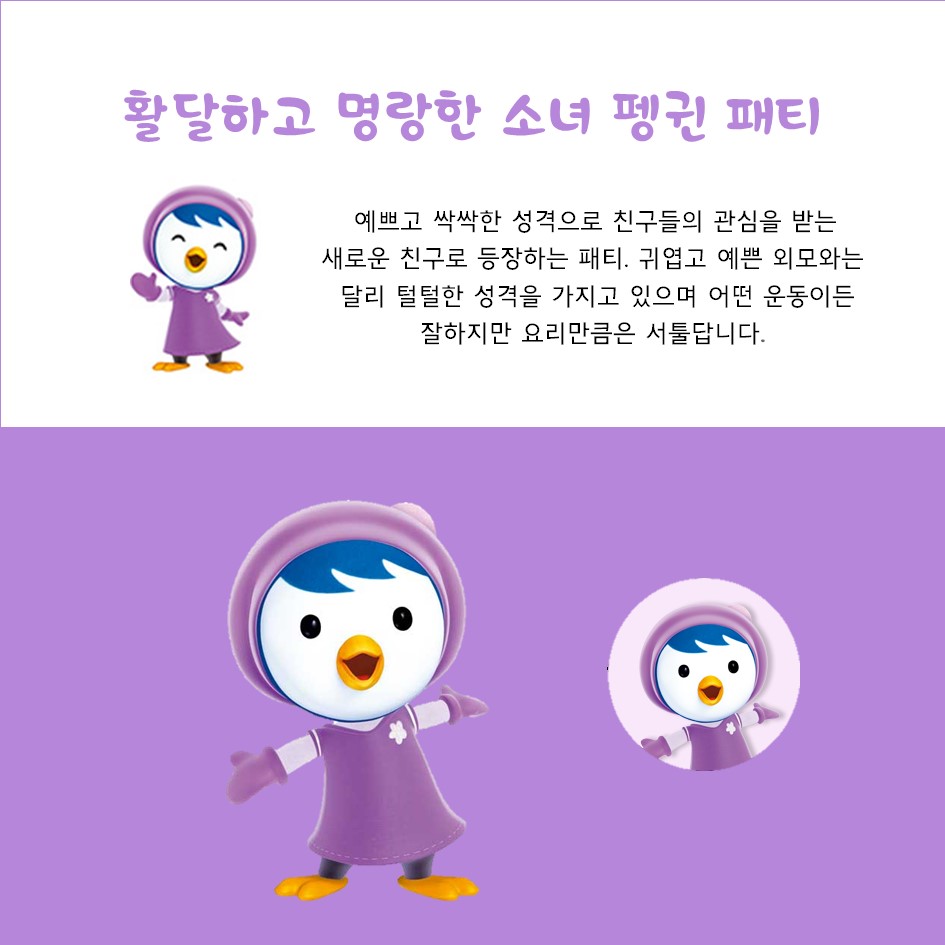 활달하고 명랑한 소녀 펭귄 패티
예쁘고 싹싹한 성격으로 친구들의 관심을 받는
새로운 친구로 등장하는 패티. 귀엽고 예쁜 외모와는
달리 털털한 성격을 가지고 있으며 어떤 운동이든
잘하지만 요리만큼은 서툴답니다.